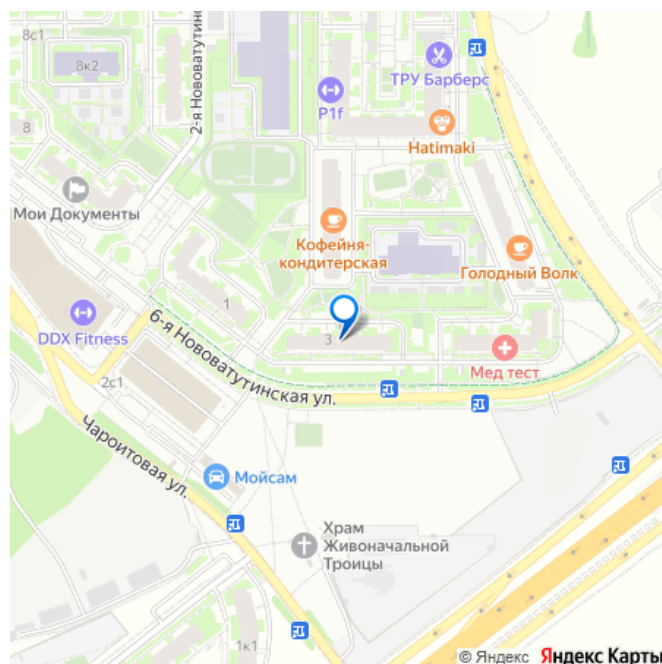 8с1
8к2
2-я Нововатутинс
ТРУ Барберс
P1f
8
Hatimaki
Мои Документы
Кофейня-
кондитерская
Голодный Волк
1
DDX Fitness
6-я Нововатутинская ул.
3
Мед тест
2с1
Чароитовая ул.
Мойсам
Храм
Живоначальной
Троицы
1к1
© Яндекс Яндекс Карты